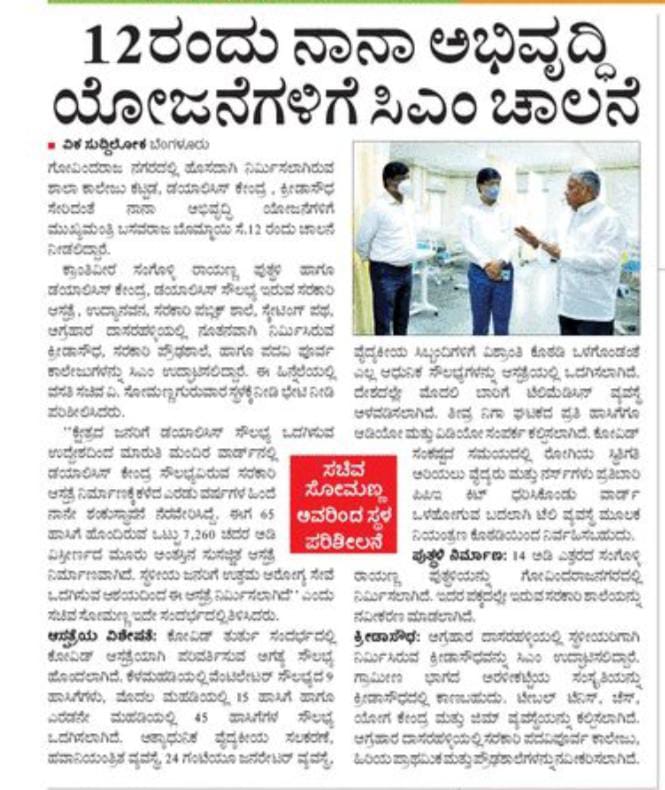 12ರಂದು ನಾನಾ ಅಭಿವೃದ್ಧಿ
ಯೋಜನೆಗಳಿಗೆ ಸಿಎಂ ಚಾಲನೆ
ವಿಕ ಸುದ್ದಿಲೋಕ ಬೆಂಗಳೂರು
ಗೋವಿಂದರಾಜ ನಗರದಲ್ಲಿ ಹೊಸದಾಗಿ ನಿರ್ಮಿಸಲಾಗಿರುವ
ಶಾಲಾ ಕಾಲೇಜು ಕಟ್ಟಡ, ಡಯಾಲಿಸಿಸ್ ಕೇಂದ್ರ, ಕ್ರೀಡಾಸೌಧ
ಸೇರಿದಂತೆ ನಾನಾ ಅಭಿವೃದ್ಧಿ ಯೋಜನೆಗಳಿಗೆ
ಮುಖ್ಯಮಂತ್ರಿ ಬಸವರಾಜ ಬೊಮ್ಮಾಯಿ ಸೆ.12 ರಂದು ಚಾಲನೆ
ನೀಡಲಿದ್ದಾರೆ.
ಕ್ರಾಂತಿವೀರ ಸಂಗೊಳ್ಳಿ ರಾಯಣ್ಣ ಪುತ್ಥಳಿ ಹಾಗೂ
ಡಯಾಲಿಸಿಸ್ ಕೇಂದ್ರ, ಡಯಾಲಿಸಿಸ್ ಸೌಲಭ್ಯ ಇರುವ ಸರಕಾರಿ
ಆಸ್ಪತ್ರೆ, ಉದ್ಯಾನವನ, ಸರಕಾರಿ ಪಬ್ಲಿಕ್ ಶಾಲೆ, ಸ್ಕೇಟಿಂಗ್ ಪಥ,
ಅಗ್ರಹಾರ ದಾಸರಹಳ್ಳಿಯಲ್ಲಿ ನೂತನವಾಗಿ ನಿರ್ಮಿಸಿರುವ
ಕ್ರೀಡಾಸೌಧ, ಸರಕಾರಿ ಪ್ರೌಢಶಾಲೆ, ಹಾಗೂ ಪದವಿ ಪೂರ್ವ
ಕಾಲೇಜುಗಳನ್ನು ಸಿಎಂ ಉದ್ಘಾಟಿಸಲಿದ್ದಾರೆ. ಈ ಹಿನ್ನೆಲೆಯಲ್ಲಿ
ವಸತಿ ಸಚಿವ ವಿ. ಸೋಮಣ್ಣ ಗುರುವಾರ ಸ್ಥಳಕ್ಕೆ ನೀಡಿ ಭೇಟಿ ನೀಡಿ
ಪರಿಶೀಲಿಸಿದರು.
''ಕ್ಷೇತ್ರದ ಜನರಿಗೆ ಡಯಾಲಿಸಿಸ್ ಸೌಲಭ್ಯ ಒದಗಿಸುವ
ಉದ್ದೇಶದಿಂದ ಮಾರುತಿ ಮಂದಿರ ವಾರ್ಡ್‌ನಲ್ಲಿ
ಡಯಾಲಿಸಿಸ್ ಕೇಂದ್ರ ಸೌಲಭ್ಯವಿರುವ ಸರಕಾರಿ
ಆಸ್ಪತ್ರೆ ನಿರ್ಮಾಣಕ್ಕೆ ಕಳೆದ ಎರಡು ವರ್ಷಗಳ ಹಿಂದೆ
ನಾನೇ ಶಂಕುಸ್ಥಾಪನೆ ನೆರವೇರಿಸಿದ್ದೆ. ಈಗ 65
ಹಾಸಿಗೆ ಹೊಂದಿರುವ ಒಟ್ಟು 7,260 ಚದರ ಅಡಿ
ವಿಸ್ತೀರ್ಣದ ಮೂರು ಅಂತಸ್ತಿನ ಸುಸಜ್ಜಿತ ಆಸ್ಪತ್ರೆ
ನಿರ್ಮಾಣವಾಗಿದೆ. ಸ್ಥಳೀಯ ಜನರಿಗೆ ಉತ್ತಮ ಆರೋಗ್ಯ ಸೇವೆ
ಒದಗಿಸುವ ಆಶಯದಿಂದ ಈ ಆಸ್ಪತ್ರೆ ನಿರ್ಮಿಸಲಾಗಿದೆ'' ಎಂದು
ಸಚಿವ ಸೋಮಣ್ಣ ಇದೇ ಸಂದರ್ಭದಲ್ಲಿ ತಿಳಿಸಿದರು.
ಆಸ್ಪತ್ರೆಯ ವಿಶೇಷತೆ: ಕೋವಿಡ್ ತುರ್ತು ಸಂದರ್ಭದಲ್ಲಿ
ಕೋವಿಡ್ ಆಸ್ಪತ್ರೆಯಾಗಿ ಪರಿವರ್ತಿಸುವ ಅಗತ್ಯ ಸೌಲಭ್ಯ
ಹೊಂದಲಾಗಿದೆ. ಕೆಳಮಹಡಿಯಲ್ಲಿ ವೆಂಟಿಲೇಟರ್ ಸೌಲಭ್ಯದ 9
ಹಾಸಿಗೆಗಳು, ಮೊದಲ ಮಹಡಿಯಲ್ಲಿ 15 ಹಾಸಿಗೆ ಹಾಗೂ
ಎರಡನೇ ಮಹಡಿಯಲ್ಲಿ 45 ಹಾಸಿಗೆಗಳ ಸೌಲಭ್ಯ
ಒದಗಿಸಲಾಗಿದೆ. ಅತ್ಯಾಧುನಿಕ ವೈದ್ಯಕೀಯ ಸಲಕರಣೆ,
ಹವಾನಿಯಂತ್ರಿತ ವ್ಯವಸ್ಥೆ, 24 ಗಂಟೆಯೂ ಜನರೇಟರ್ ವ್ಯವಸ್ಥೆ,
ಸಚಿವ
ಸೋಮಣ್ಣ
ಅವರಿಂದ ಸ್ಥಳ
ಪರಿಶೀಲನೆ
ವೈದ್ಯಕೀಯ ಸಿಬ್ಬಂದಿಗಳಿಗೆ ವಿಶ್ರಾಂತಿ ಕೊಠಡಿ ಒಳಗೊಂಡಂತೆ
ಎಲ್ಲ ಆಧುನಿಕ ಸೌಲಭ್ಯಗಳನ್ನು ಆಸ್ಪತ್ರೆಯಲ್ಲಿ ಒದಗಿಸಲಾಗಿದೆ.
ದೇಶದಲ್ಲೇ ಮೊದಲ ಬಾರಿಗೆ ಟೆಲಿಮೆಡಿಸಿನ್ ವ್ಯವಸ್ಥೆ
ಅಳವಡಿಸಲಾಗಿದೆ. ತೀವ್ರ ನಿಗಾ ಘಟಕದ ಪ್ರತಿ ಹಾಸಿಗೆಗೂ
ಆಡಿಯೋ ಮತ್ತು ವಿಡಿಯೋ ಸಂಪರ್ಕ ಕಲ್ಪಿಸಲಾಗಿದೆ. ಕೋವಿಡ್
ಸಂಕಷ್ಟದ ಸಮಯದಲ್ಲಿ ರೋಗಿಯ ಸ್ಥಿತಿಗತಿ
ಅರಿಯಲು ವೈದ್ಯರು ಮತ್ತು ನರ್ಸ್‌ಗಳು ಪ್ರತಿಬಾರಿ
ಪಿಪಿಇ ಕಿಟ್ ಧರಿಸಿಕೊಂಡು ವಾರ್ಡ್
ಒಳಹೋಗುವ ಬದಲಾಗಿ ಟೆಲಿ ವ್ಯವಸ್ಥೆ ಮೂಲಕ
ನಿಯಂತ್ರಣ ಕೊಠಡಿಯಿಂದ ನಿರ್ವಹಿಸಬಹುದು.
ಪುತ್ಥಳಿ ನಿರ್ಮಾಣ: 14 ಅಡಿ ಎತ್ತರದ ಸಂಗೊಳ್ಳಿ
ರಾಯಣ್ಣ ಪುತ್ಥಳಿಯನ್ನು ಗೋವಿಂದರಾಜನಗರದಲ್ಲಿ
ನಿರ್ಮಿಸಲಾಗಿದೆ. ಇದರ ಪಕ್ಕದಲ್ಲೇ ಇರುವ ಸರಕಾರಿ ಶಾಲೆಯನ್ನು
ನವೀಕರಣ ಮಾಡಲಾಗಿದೆ.
ಕ್ರೀಡಾಸೌಧ: ಅಗ್ರಹಾರ ದಾಸರಹಳ್ಳಿಯಲ್ಲಿ ಸ್ಥಳೀಯರಿಗಾಗಿ
ನಿರ್ಮಿಸಿರುವ ಕ್ರೀಡಾಸೌಧವನ್ನು ಸಿಎಂ ಉದ್ಘಾಟಿಸಲಿದ್ದಾರೆ.
ಗ್ರಾಮೀಣ ಭಾಗದ ಅರಳೀಕಟ್ಟೆಯ ಸಂಸ್ಕೃತಿಯನ್ನು
ಕ್ರೀಡಾಸೌಧದಲ್ಲಿ ಕಾಣಬಹುದು. ಟೇಬಲ್ ಟೆನಿಸ್, ಚೆಸ್,
ಯೋಗ ಕೇಂದ್ರ ಮತ್ತು ಜಿಮ್ ವ್ಯವಸ್ಥೆಯನ್ನು ಕಲ್ಪಿಸಲಾಗಿದೆ.
ಅಗ್ರಹಾರ ದಾಸರಹಳ್ಳಿಯಲ್ಲಿ ಸರಕಾರಿ ಪದವಿಪೂರ್ವ ಕಾಲೇಜು,
ಹಿರಿಯ ಪ್ರಾಥಮಿಕ ಮತ್ತು ಪ್ರೌಢಶಾಲೆಗಳನ್ನು ನವೀಕರಿಸಲಾಗಿದೆ.